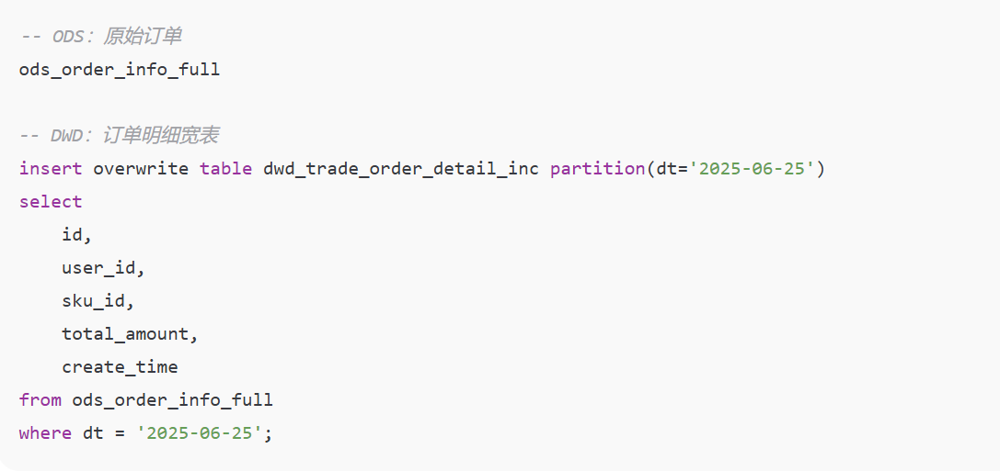 -- ODS：原始订单
ods_order_info_full
-- DWD：订单明细宽表
insert overwrite table dwd_trade_order_detail_inc partition(dt='2025-06-25')
select
    id,
    user_id,
    sku_id,
    total_amount,
    create_time
from ods_order_info_full
where dt = '2025-06-25';